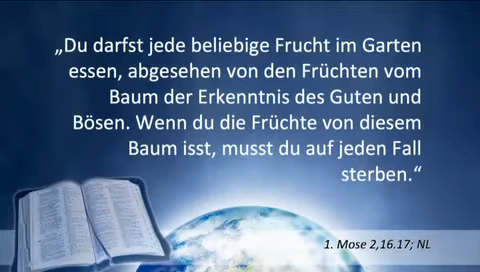 „Du darfst jede beliebige Frucht im Garten
essen, abgesehen von den Früchten vom
Baum der Erkenntnis des Guten und
Bösen. Wenn du die Früchte von diesem
Baum isst, musst du auf jeden Fall
sterben.“
1. Mose 2,16.17; NL